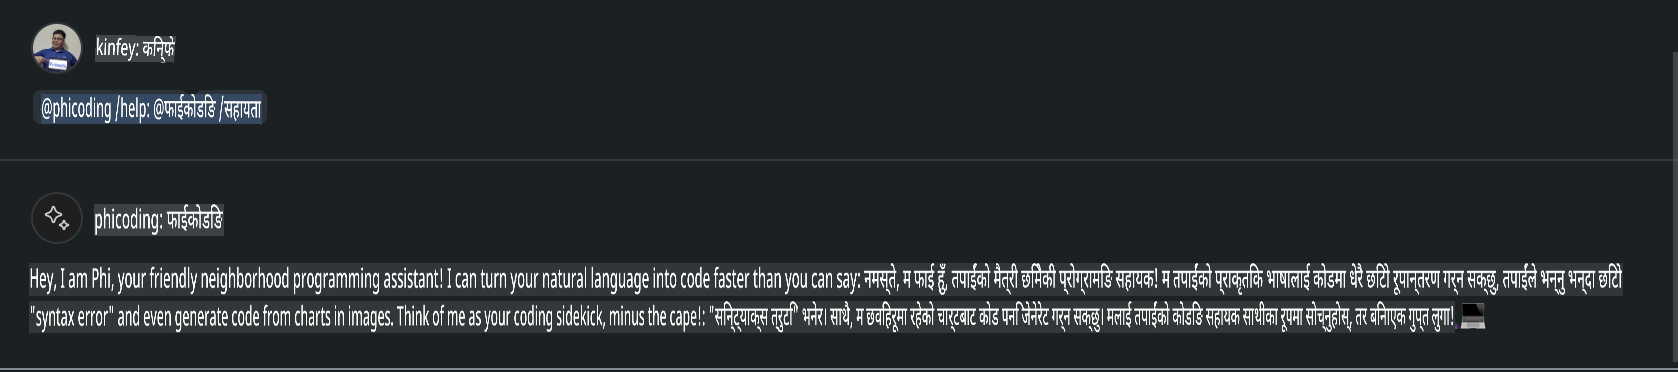 kinfey: कन्फि
@phicoding /help: @फाईकोडिङ /सहायता
phicoding: फाईकोडिङ
Hey, I am Phi, your friendly neighborhood programming assistant! I can turn your natural language into code faster than you can say: नमस्ते, म फाई हूँ, तपाईंको मैत्री छिमेकी प्रोग्रामिङ सहायक! म तपाईंको प्राकृतिक भाषालाई कोडमा धेरै छिटो रूपान्तरण गर्न सक्छु, तपाईंले भन्नु भन्दा छिटो
"syntax error" and even generate code from charts in images. Think of me as your coding sidekick, minus the cape!: "सिन्ट्याक्स त्रुटि" भनेर। साथै, म छविहरूमा रहेको चार्टबाट कोड पनि जेनेरेट गर्न सक्छु। मलाई तपाईंको कोडिङ सहायक साथीका रूपमा सोच्नुहोस्, तर बिनाएक गुप्त लुगा! 💻